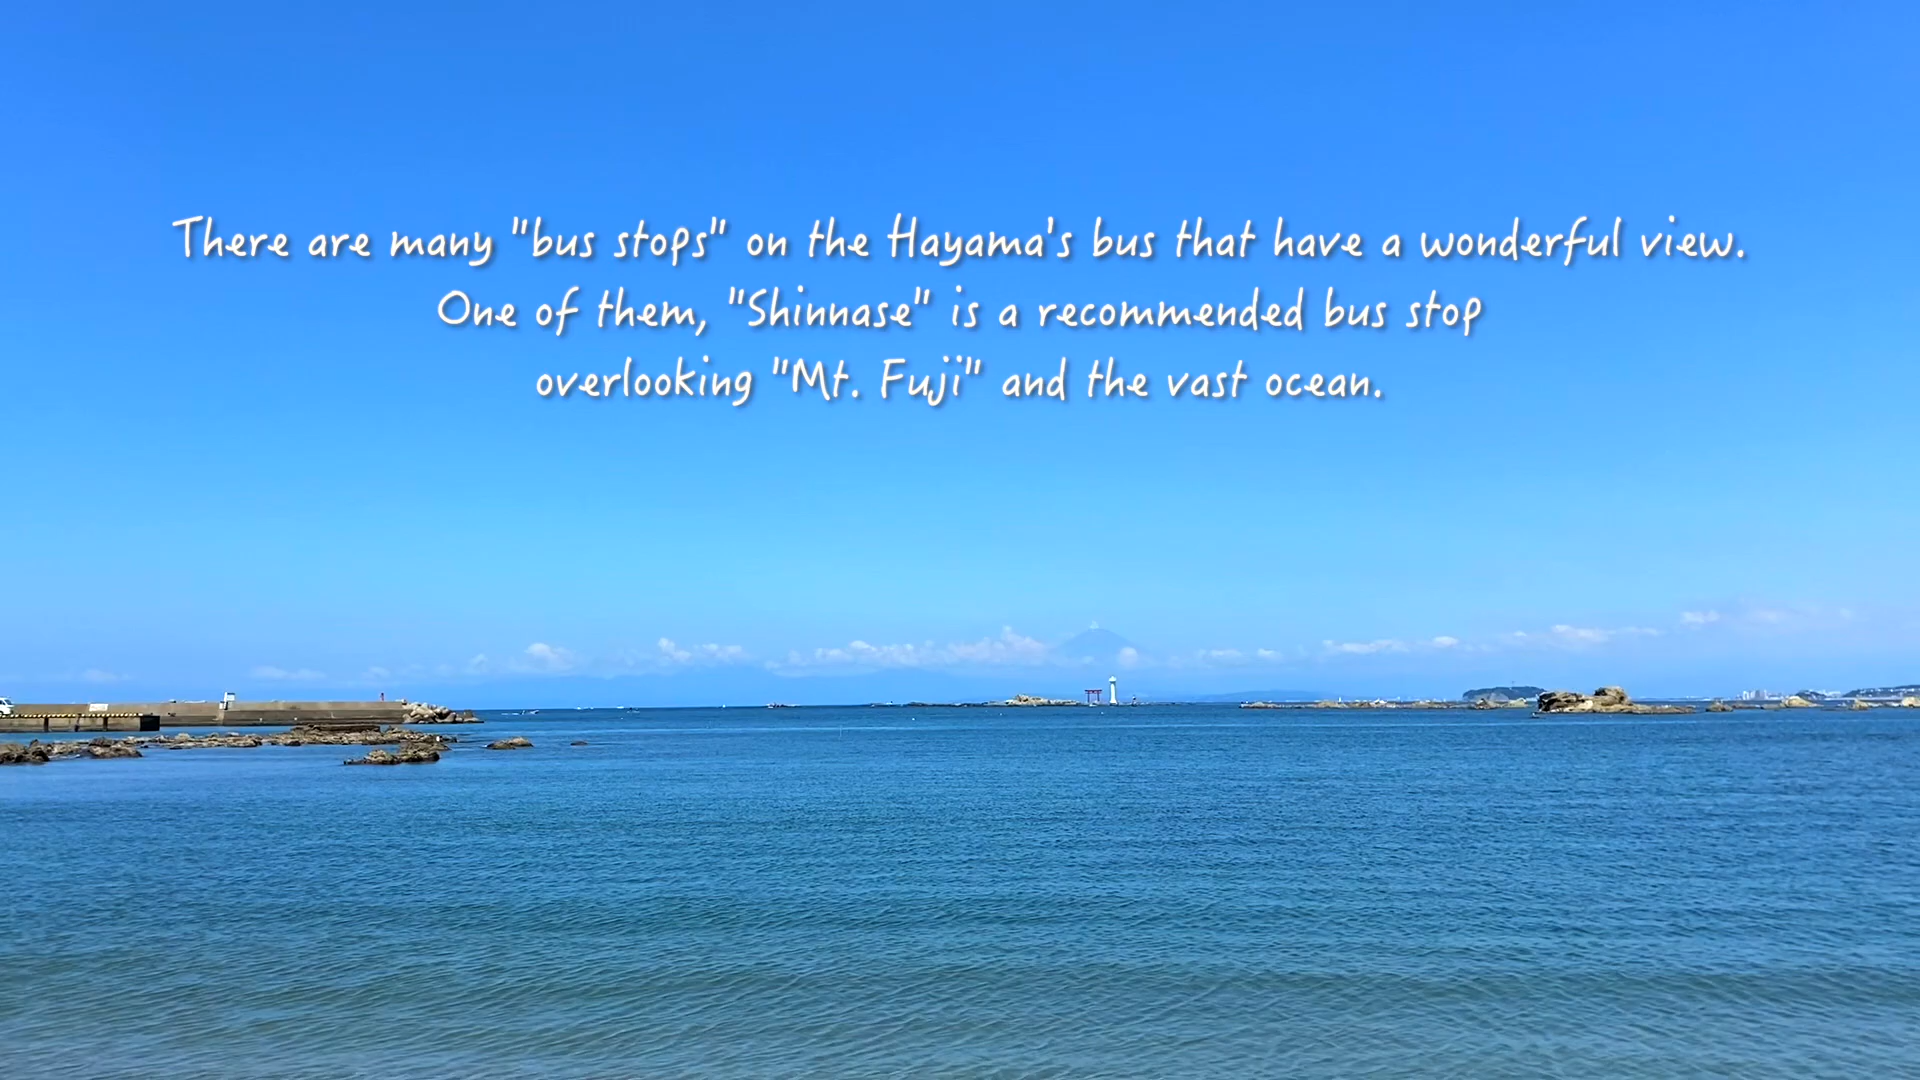 There are many "bus stops" on the Hayama's bus that have a wonderful view.
One of them, "Shinnase" is a recommended bus stop
overlooking "Mt. Fuji" and the vast ocean.